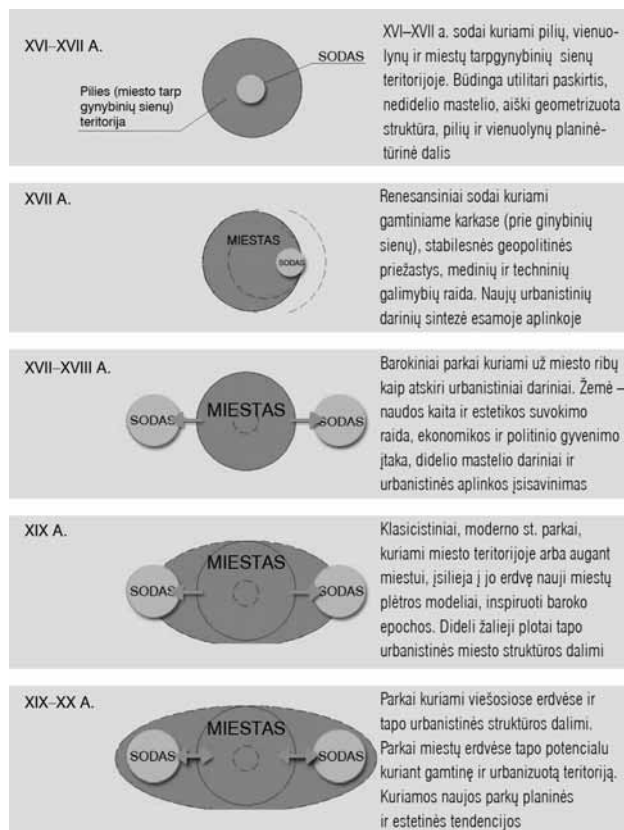 XVI–XVII A.
SODAS
Pilies (miesto tarp
gynybinių sienų)
teritorija
XVI–XVII a. sodai kuriami pilių, vienuo-
lynų ir miestų tarpgynybinių sienų
teritorijoje. Būdinga utilitari paskirtis,
nedidelio mastelio, aiški geometrizuota
struktūra, pilių ir vienuolynų planinė-
tūrinė dalis
XVII A.
MIESTAS
SODAS
Renesansiniai sodai kuriami
gamtiniame karkase (prie ginybinių
sienų), stabilesnės geopolitinės
priežastys, medinių ir techninių
galimybių raida. Naujų urbanistinių
darinių sintezė esamoje aplinkoje
XVII–XVIII A.
SODAS
MIESTAS
SODAS
Barokiniai parkai kuriami už miesto ribų
kaip atskiri urbanistiniai dariniai. Žemė –
naudos kaita ir estetikos suvokimo
raida, ekonomikos ir politinio gyvenimo
įtaka, didelio mastelio dariniai ir
urbanistinės aplinkos įsisavinimas
XIX A.
MIESTAS
SODAS
SODAS
Klasicistiniai, moderno st. parkai,
kuriami miesto teritorijoje arba augant
miestui, įsilieja į jo erdvę nauji miestų
plėtros modeliai, inspiruoti baroko
epochos. Dideli žalieji plotai tapo
urbanistinės miesto struktūros dalimi
XIX–XX A.
MIESTAS
SODAS
SODAS
Parkai kuriami viešosiose erdvėse ir
tapo urbanistinės struktūros dalimi.
Parkai miestų erdvėse tapo potencialu
kuriant gamtinę ir urbanizuotą teritoriją.
Kuriamos naujos parkų planinės
ir estetinės tendencijos